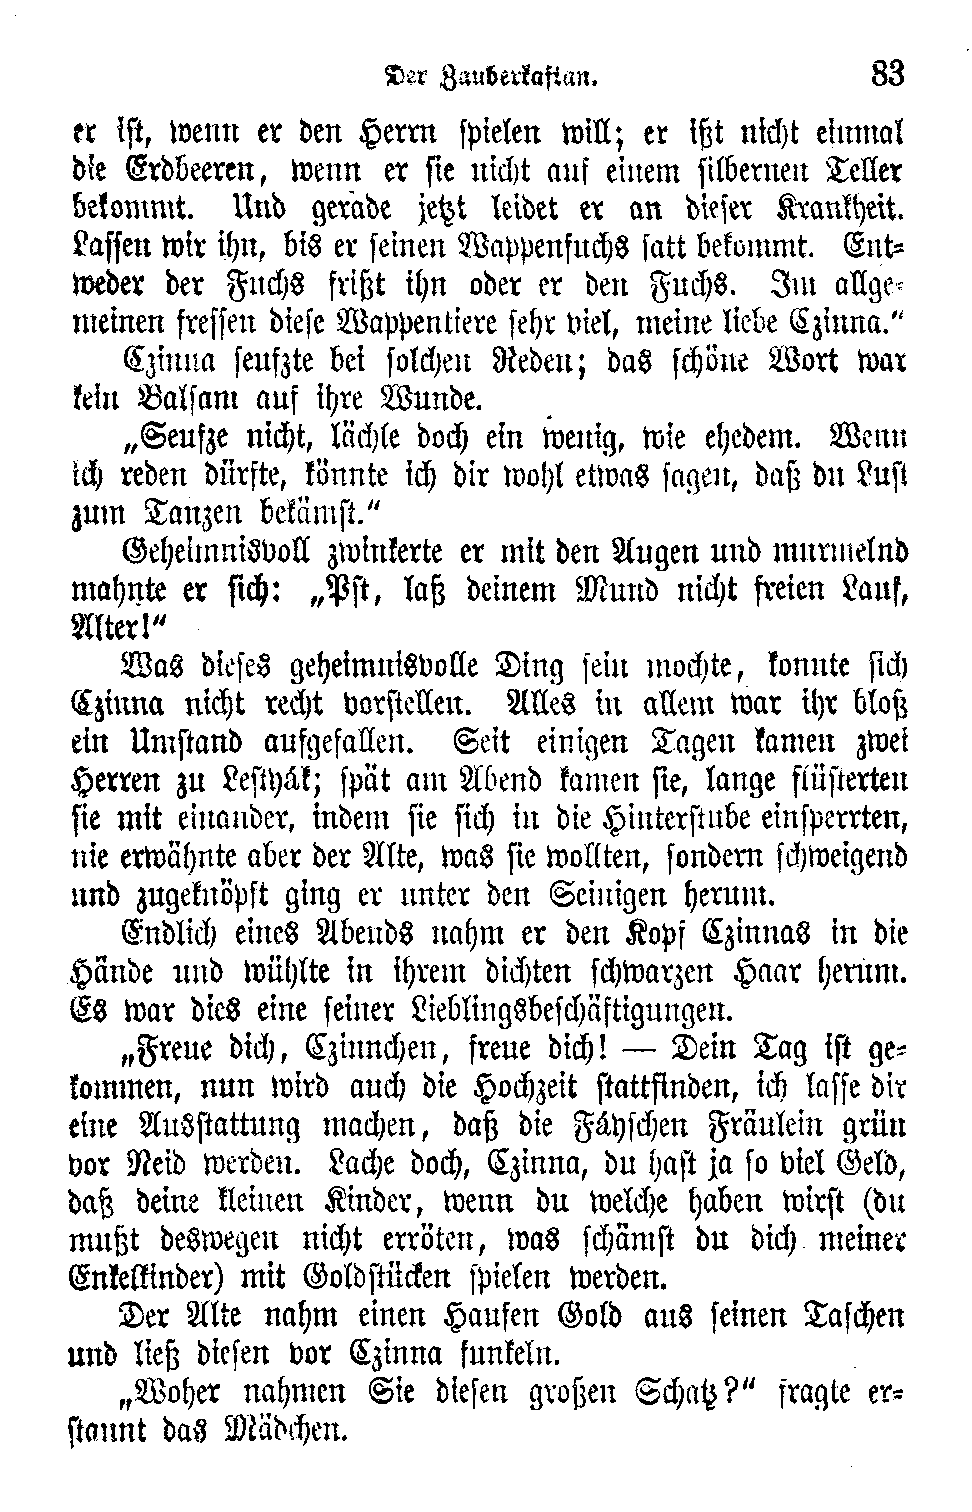 Der Zauberkaftan. 83
er ist, wenn er den Herrn spielen will; er ißt nicht einmal
die Erdbeeren, wenn er sie nicht auf einem silbernen Teller
bekommt. Und gerade jetzt leidet er an dieser Krankheit.
Lassen wir ihn, bis er seinen Wappenfuchs satt bekommt. Ent-
weder der Fuchs frißt ihn oder er den Fuchs. Im allge-
meinen fressen diese Wappentiere sehr viel, meine liebe Czinna.“
Czinna seufzte bei solchen Reden; das schöne Wort war
kein Balsam auf ihre Wunde.
„Seufze nicht, lächle doch ein wenig, wie ehedem. Wenn
ich reden dürfte, könnte ich dir wohl etwas sagen, daß du Lust
zum Tanzen bekämst.“
Geheimnisvoll zwinkerte er mit den Augen und murmelnd
mahnte er sich: „Pst, laß deinem Mund nicht freien Lauf,
Alter!“
Was dieses geheimnisvolle Ding sein mochte, konnte sich
Czinna nicht recht vorstellen. Alles in allem war ihr bloß
ein Umstand aufgefallen. Seit einigen Tagen kamen zwei
Herren zu Lestyák; spät am Abend kamen sie, lange flüsterten
sie mit einander, indem sie sich in die Hinterstube einsperrten,
nie erwähnte aber der Alte, was sie wollten, sondern schweigend
und zugeknöpft ging er unter den Seinigen herum.
Endlich eines Abends nahm er den Kopf Czinnas in die
Hände und wühlte in ihrem dichten schwarzen Haar herum.
Es war dies eine seiner Lieblingsbeschäftigungen.
„Freue dich, Czinnchen, freue dich! — Dein Tag ist ge-
kommen, nun wird auch die Hochzeit stattfinden, ich lasse dir
eine Ausstattung machen, daß die Fáyschen Fräulein grün
vor Neid werden. Lache doch, Czinna, du hast ja so viel Geld,
daß deine kleinen Kinder, wenn du welche haben wirst (du
mußt deswegen nicht erröten, was schämst du dich meiner
Enkelkinder) mit Goldstücken spielen werden.
Der Alte nahm einen Haufen Gold aus seinen Taschen
und ließ diesen vor Czinna funkeln.
„Woher nahmen Sie diesen großen Schatz?“ fragte er-
staunt das Mädchen.